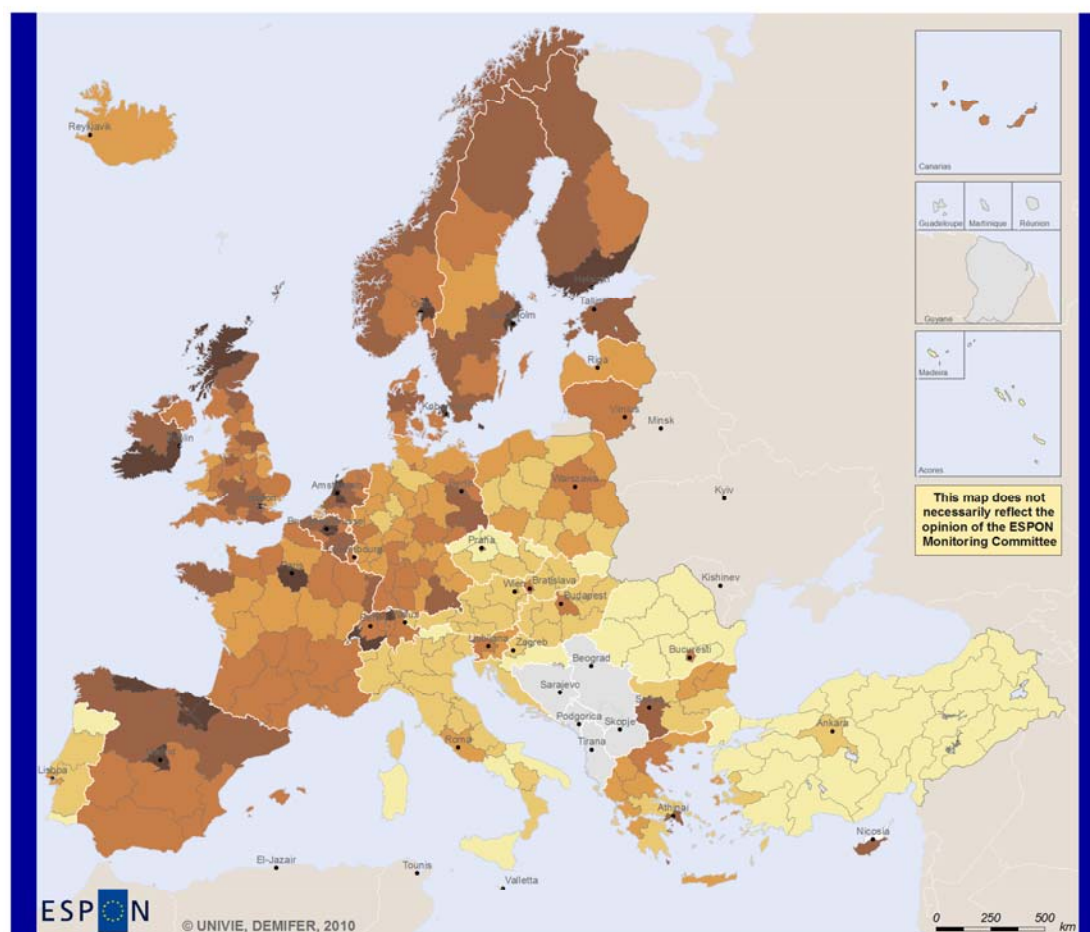 Reykjavik
Canarias
Guadeloupe Martinique Réunion
Guyane
Madeira
Acores
This map does not
necessarily reflect the
opinion of the ESPON
Monitoring Committee
Tallinn
Riga
Vilnius
Minsk
Kyiv
Kishinev
Warszawa
Praha
Wien
Bratislava
Budapest
Ljubljana
Zagreb
Bucuresti
Beograd
Sarajevo
Podgorica
Skopje
Tirana
Roma
Lisboa
Athinai
Ankara
Nicosia
El-Jazair
Tounis
Valletta
ESPON
© UNIVIE, DEMIFER, 2010
0 250 500
km